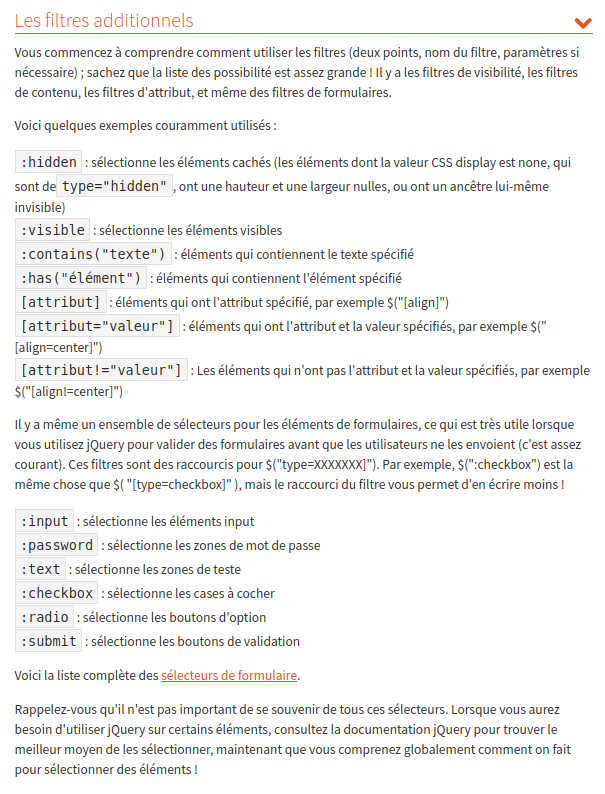 Les filtres additionnels
Vous commencez à comprendre comment utiliser les filtres (deux points, nom du filtre, paramètres si
nécessaire) ; sachez que la liste des possibilité est assez grande ! Il y a les filtres de visibilité, les filtres
de contenu, les filtres d'attribut, et même des filtres de formulaires.
Voici quelques exemples couramment utilisés :
:hidden : sélectionne les éléments cachés (les éléments dont la valeur CSS display est none, qui
sont de type="hidden" , ont une hauteur et une largeur nulles, ou ont un ancêtre lui-même
invisible)
:visible : sélectionne les éléments visibles
:contains("texte") : éléments qui contiennent le texte spécifié
:has("élément") : éléments qui contiennent l'élément spécifié
[attribut] : éléments qui ont l'attribut spécifié, par exemple $("[align]")
[attribut="valeur"] : éléments qui ont l'attribut et la valeur spécifiés, par exemple $("
[align=center]")
[attribut!="valeur"] : Les éléments qui n'ont pas l'attribut et la valeur spécifiés, par exemple
$("[align!=center]")
Il y a même un ensemble de sélecteurs pour les éléments de formulaires, ce qui est très utile lorsque
vous utilisez jQuery pour valider des formulaires avant que les utilisateurs ne les envoient (c'est assez
courant). Ces filtres sont des raccourcis pour $("type=XXXXXXX]"). Par exemple, $(":checkbox") est la
même chose que $( "[type=checkbox]" ), mais le raccourci du filtre vous permet d'en écrire moins !
:input : sélectionne les éléments input
:password : sélectionne les zones de mot de passe
:text : sélectionne les zones de teste
:checkbox : sélectionne les cases à cocher
:radio : sélectionne les boutons d'option
:submit : sélectionne les boutons de validation
Voici la liste complète des sélecteurs de formulaire.
Rappelez-vous qu'il n'est pas important de se souvenir de tous ces sélecteurs. Lorsque vous aurez
besoin d'utiliser jQuery sur certains éléments, consultez la documentation jQuery pour trouver le
meilleur moyen de les sélectionner, maintenant que vous comprenez globalement comment on fait
pour sélectionner des éléments !